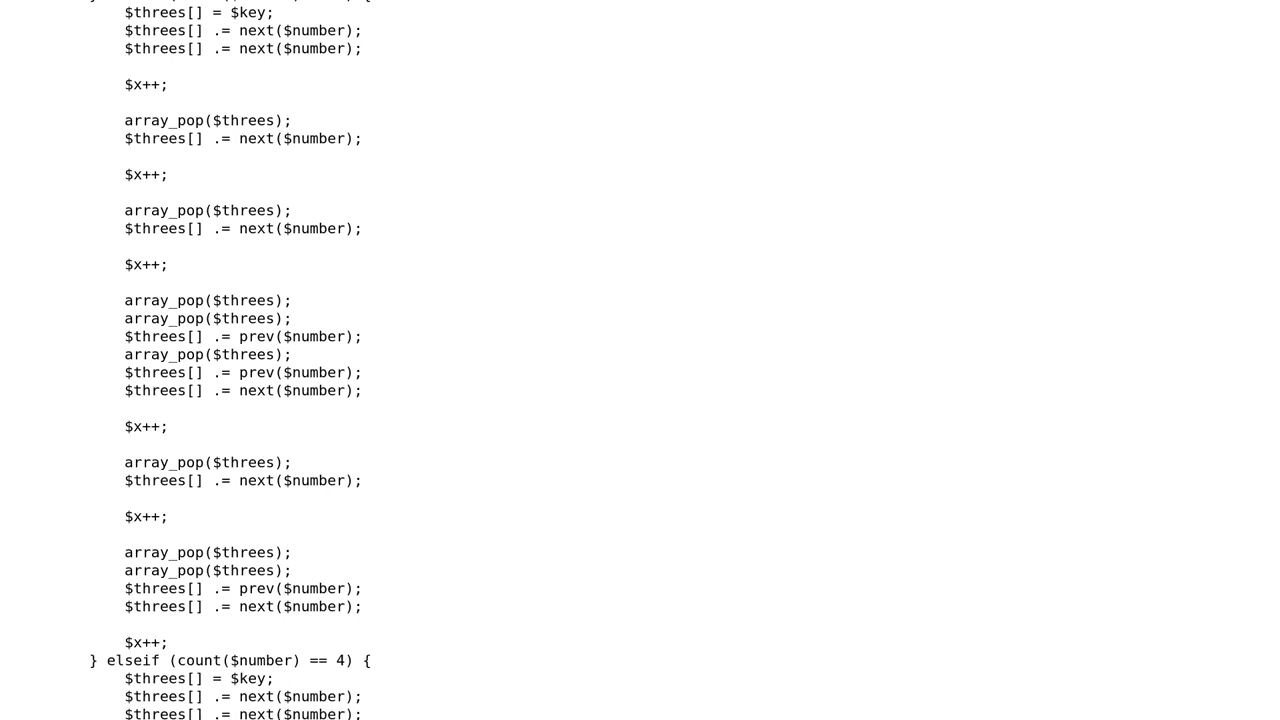 $threes[] = $key;
$threes[] .= next($number);
$threes[] .= next($number);
$x++;
array_pop($threes);
$threes[] .= next($number);
$x++;
array_pop($threes);
$threes[] .= next($number);
$x++;
array_pop($threes);
array_pop($threes);
$threes[] .= prev($number);
array_pop($threes);
$threes[] .= prev($number);
$threes[] .= next($number);
$x++;
array_pop($threes);
$threes[] .= next($number);
$x++;
array_pop($threes);
array_pop($threes);
$threes[] .= prev($number);
$threes[] .= next($number);
$x++;
} elseif (count($number) == 4) {
$threes[] = $key;
$threes[] .= next($number);
$threes[] .= next($number);